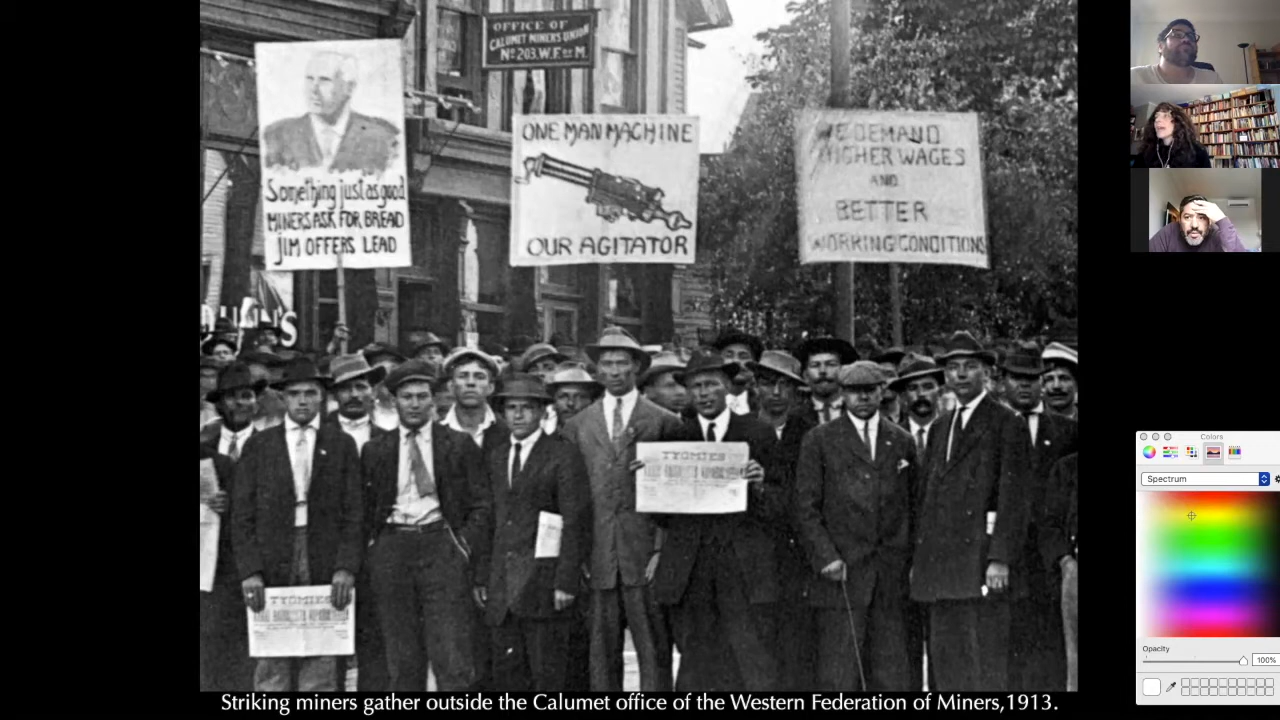 OFFICE OF
CALUMET MINERS UNION
No. 203. W.F. OF M.
Something just as good
MINERS ASK FOR BREAD
JIM OFFERS LEAD
ONE MAN MACHINE
OUR AGITATOR
WE DEMAND
HIGHER WAGES
AND
BETTER
WORKING CONDITIONS
TYOMIES
TYOMIES
Striking miners gather outside the Calumet office of the Western Federation of Miners,1913.
Colors
Spectrum
Opacity
100%